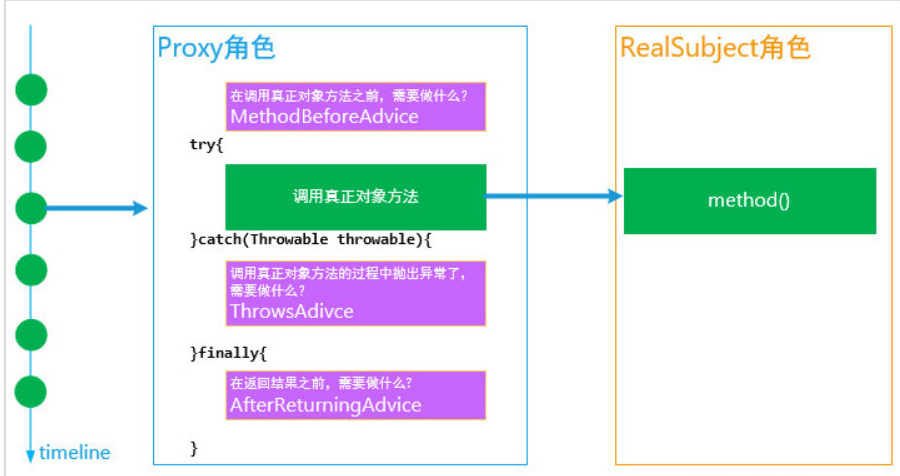 Proxy角色
RealSubject角色
在调用真正对象方法之前，需要做什么？
MethodBeforeAdvice
try{
调用真正对象方法
method()
}catch(Throwable throwable){
调用真正对象方法的过程中抛出异常了，
需要做什么？
ThrowsAdivce
}finally{
在返回结果之前，需要做什么？
AfterReturningAdvice
}
timeline